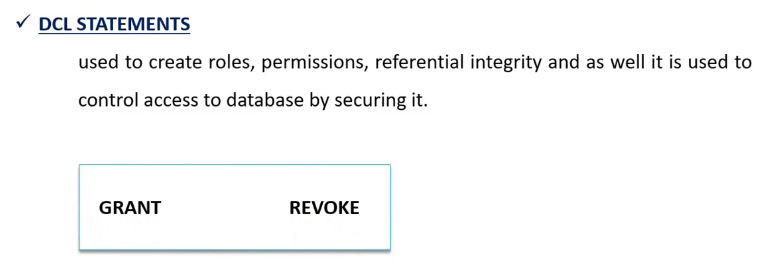 ✓ DCL STATEMENTS
used to create roles, permissions, referential integrity and as well it is used to
control access to database by securing it.
GRANT REVOKE